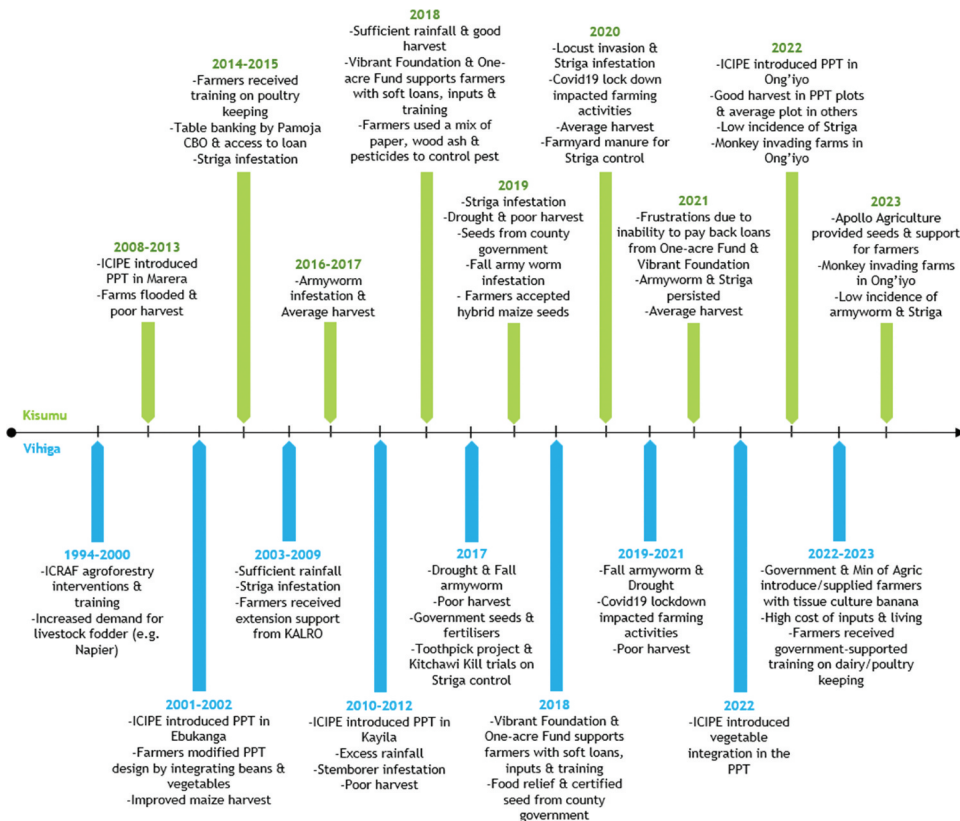 2018
-Sufficient rainfall & good
harvest
-Vibrant Foundation & One-
acre Fund supports farmers
with soft loans, inputs &
training
-Farmers used a mix of
paper, wood ash &
pesticides to control pest
2020
-Locust invasion &
Striga infestation
-Covid19 lock down
impacted farming
activities
-Average harvest
-Farmyard manure for
Striga control
2022
-ICIPE introduced PPT in
Ong'iyo
-Good harvest in PPT plots
& average plot in others
-Low incidence of Striga
-Monkey invading farms in
Ong'iyo
2014-2015
-Farmers received
training on poultry
keeping
-Table banking by Pamoja
CBO & access to loan
-Striga infestation
2019
-Striga infestation
-Drought & poor harvest
-Seeds from county
government
-Fall army worm
infestation
- Farmers accepted
hybrid maize seeds
2021
-Frustrations due to
inability to pay back loans
from One-acre Fund &
Vibrant Foundation
-Armyworm & Striga
persisted
-Average harvest
2023
-Apollo Agriculture
provided seeds & support
for farmers
-Monkey invading farms in
Ong'iyo
-Low incidence of
armyworm & Striga
2008-2013
-ICIPE introduced
PPT in Marera
-Farms flooded &
poor harvest
2016-2017
-Armyworm
infestation &
Average harvest
Kisumu
Vihiga
1994-2000
-ICRAF agroforestry
interventions &
training
-Increased demand for
livestock fodder (e.g.
Napier)
2003-2009
-Sufficient rainfall
-Striga infestation
-Farmers received
extension support
from KALRO
2017
-Drought & Fall
armyworm
-Poor harvest
-Government seeds &
fertilisers
-Toothpick project &
Kitchawi Kill trials on
Striga control
2019-2021
-Fall armyworm &
Drought
-Covid19 lockdown
impacted farming
activities
-Poor harvest
2022-2023
-Government & Min of Agric
introduce/supplied farmers
with tissue culture banana
-High cost of inputs & living
-Farmers received
government-supported
training on dairy/poultry
keeping
2001-2002
-ICIPE introduced PPT in
Ebukanga
-Farmers modified PPT
design by integrating beans &
vegetables
-Improved maize harvest
2010-2012
-ICIPE introduced PPT in
Kayila
-Excess rainfall
-Stemborer infestation
-Poor harvest
2018
-Vibrant Foundation &
One-acre Fund supports
farmers with soft loans,
inputs & training
-Food relief & certified
seed from county
government
2022
-ICIPE introduced
vegetable
integration in the
PPT